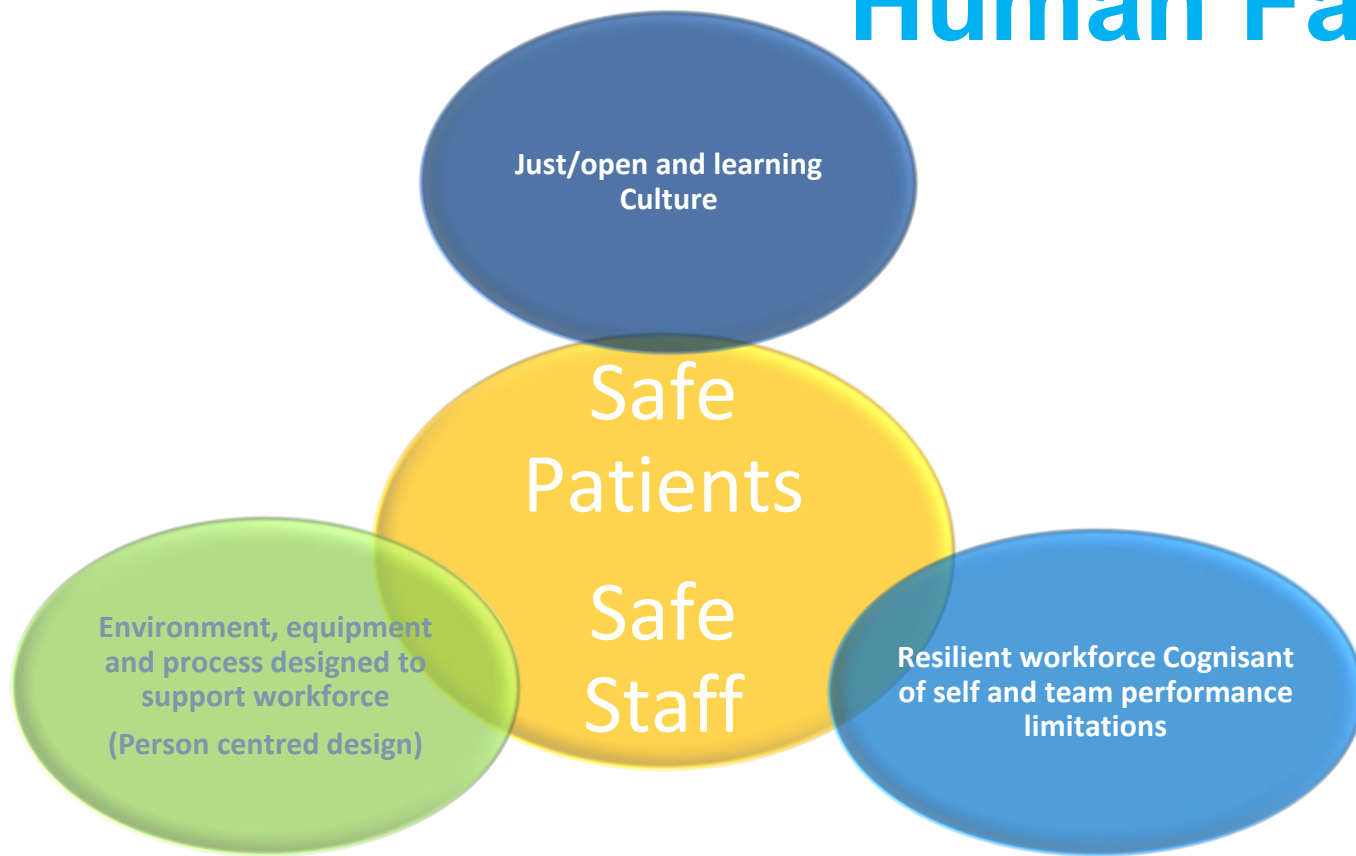 Human Fa
Just/open and learning
Culture
Safe
Patients
Safe
Staff
Environment, equipment
and process designed to
support workforce
(Person centred design)
Resilient workforce Cognisant
of self and team performance
limitations